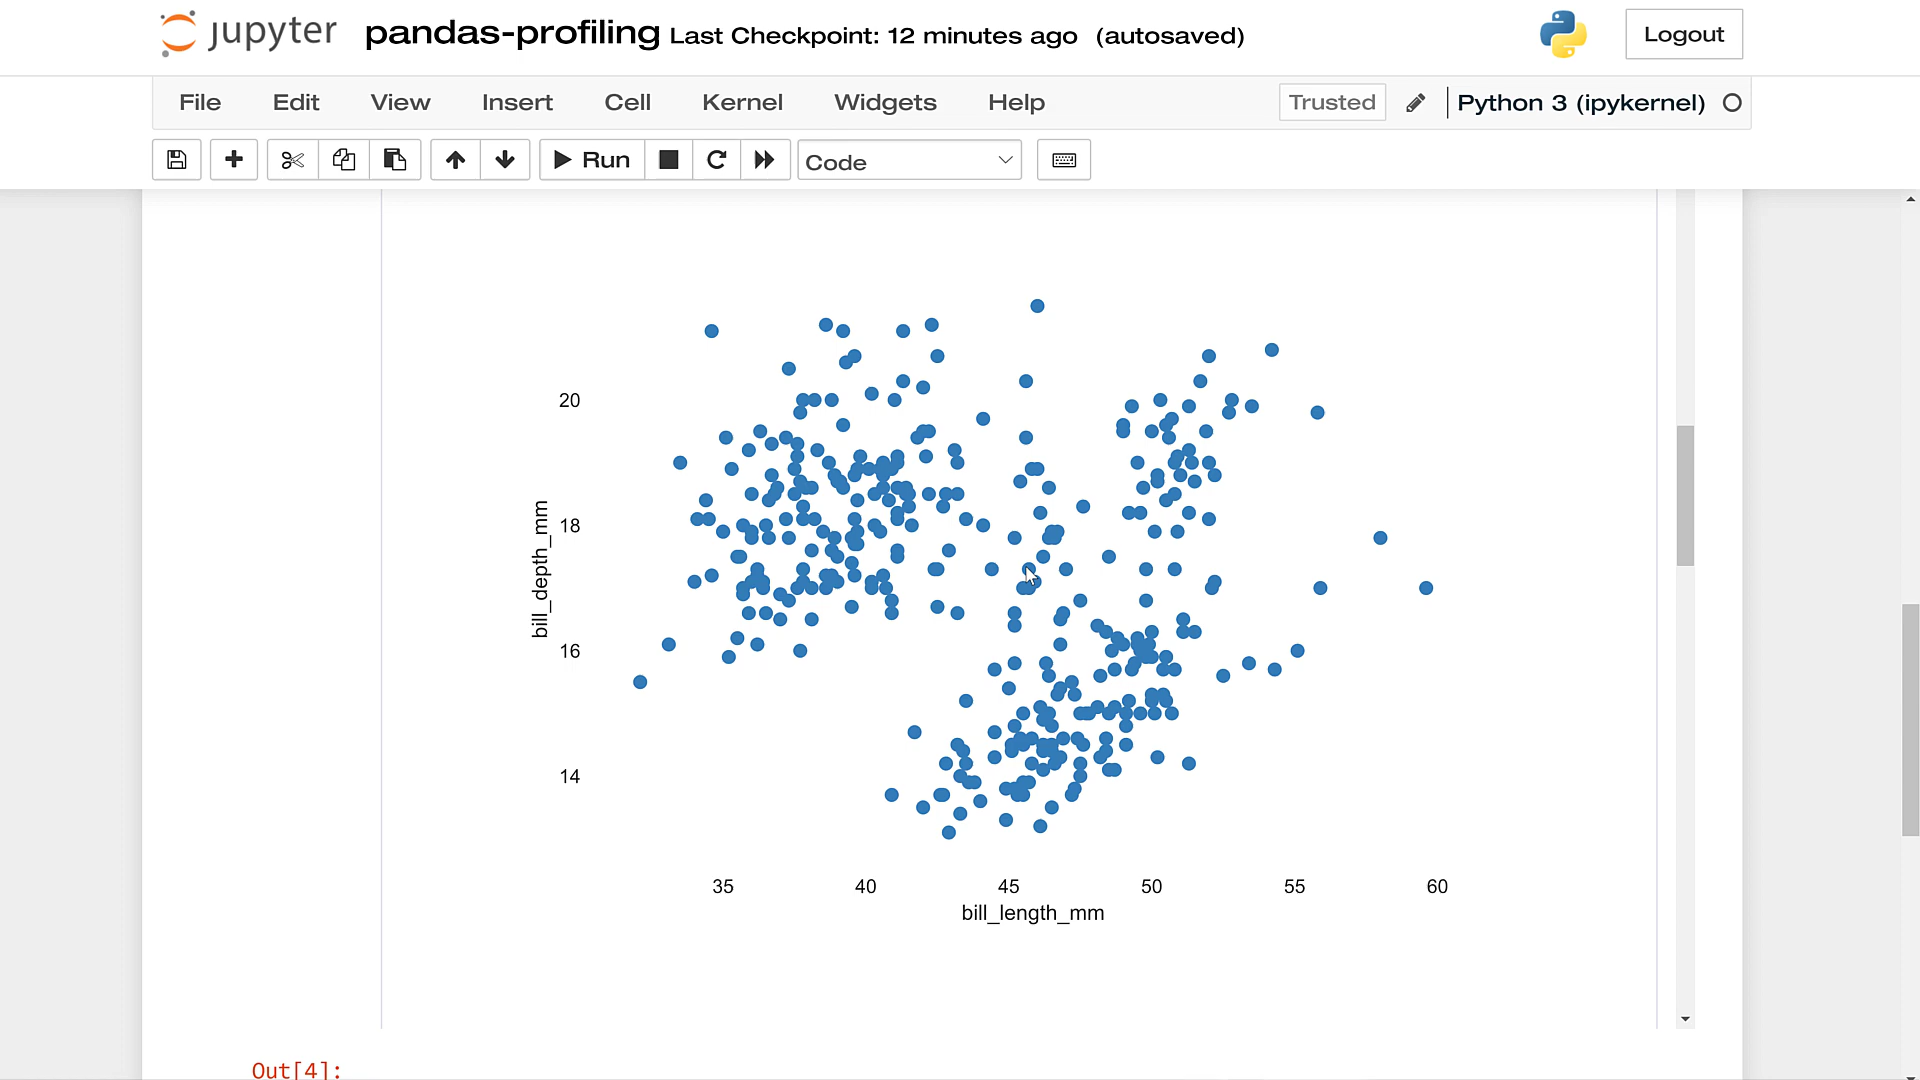 jupyter pandas-profiling Last Checkpoint: 12 minutes ago (autosaved) Logout
File Edit View Insert Cell Kernel Widgets Help Trusted Python 3 (ipykernel)
Run Code
20
18
16
14
bill_depth_mm
35 40 45 50 55 60
bill_length_mm
Out[4]: